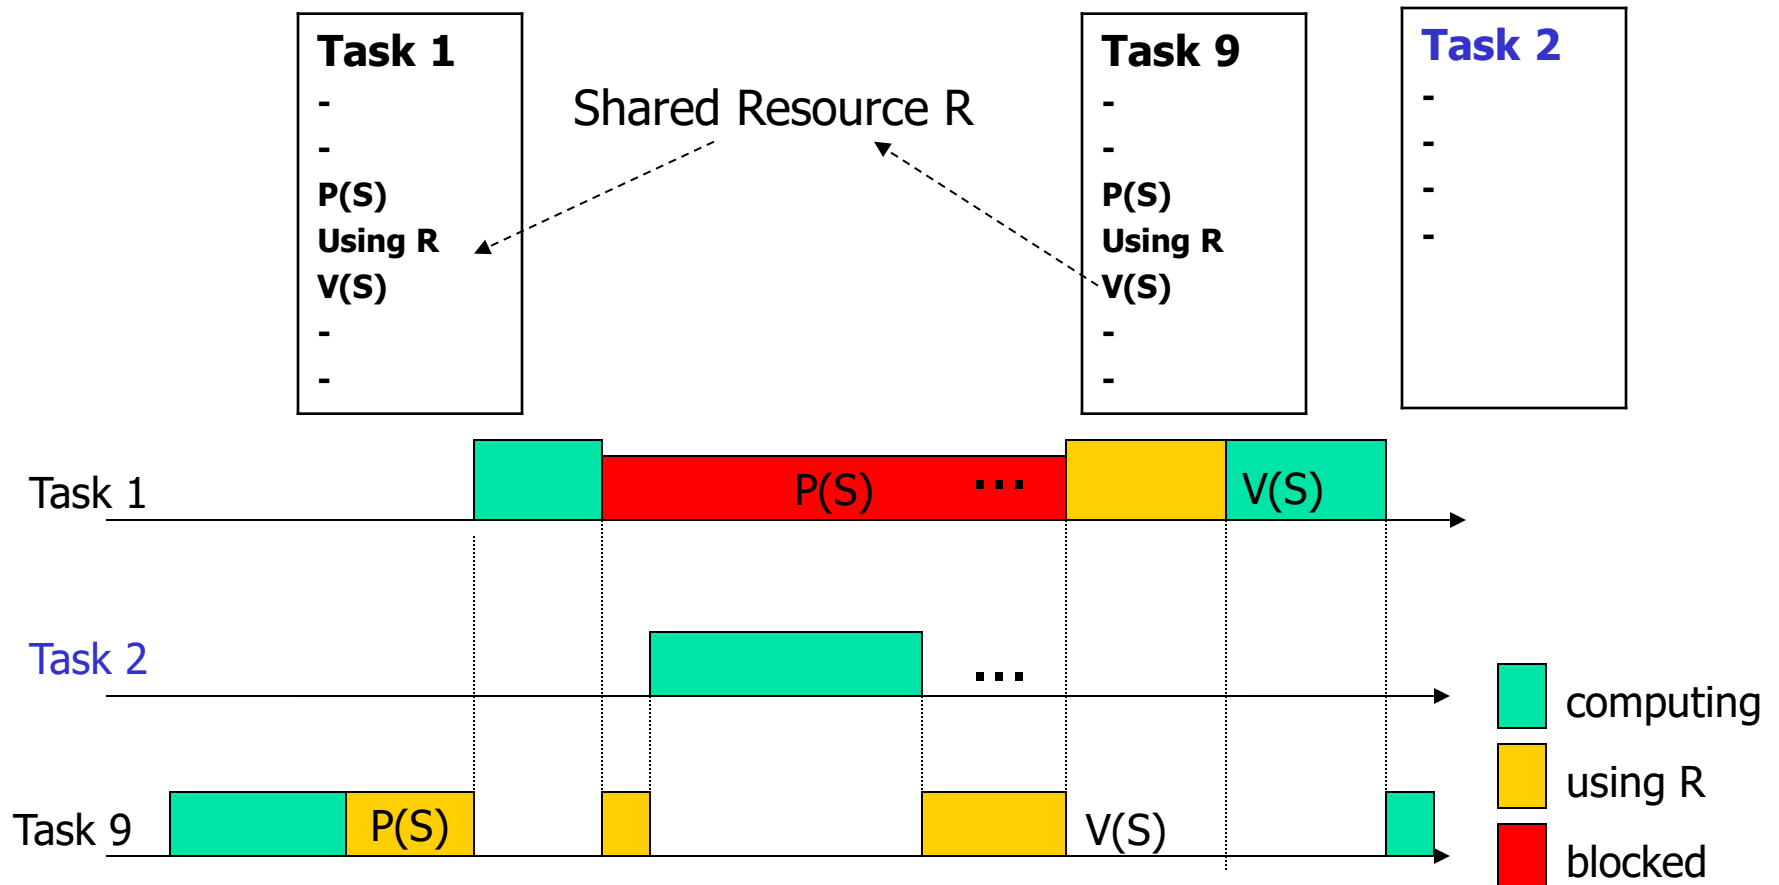 Task 1
-
-
P(S)
Using R
V(S)
-
-
Shared Resource R
Task 9
-
-
P(S)
Using R
V(S)
-
-
Task 2
-
-
-
-
Task 1
P(S)
...
V(S)
Task 2
...
Task 9
P(S)
V(S)
computing
using R
blocked